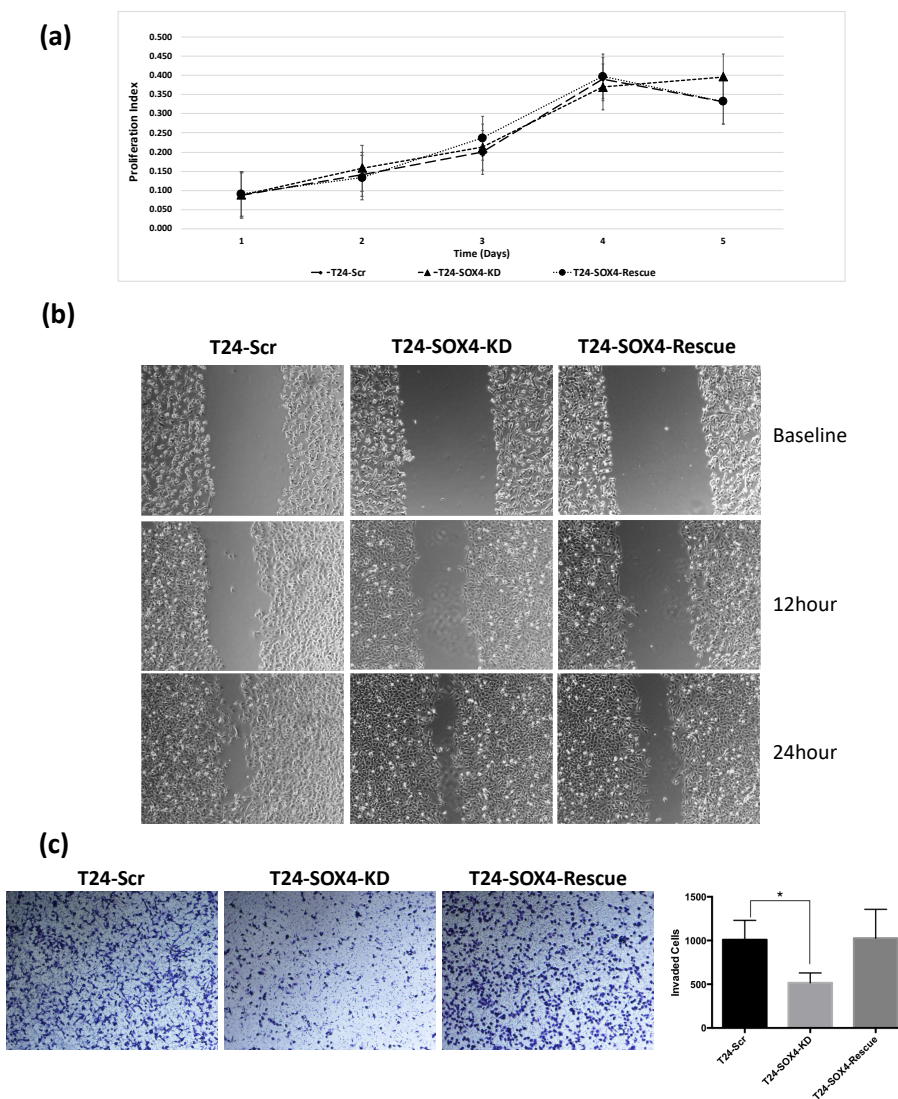 (a)
0.500
0.450
0.400
0.350
0.300
0.250
0.200
0.150
0.100
0.050
0.000
Proliferation Index
1 2 3 4 5
Time (Days)
T24-Scr T24-SOX4-KD T24-SOX4-Rescue
(b)
T24-Scr T24-SOX4-KD T24-SOX4-Rescue
Baseline
12hour
24hour
(c)
T24-Scr T24-SOX4-KD T24-SOX4-Rescue
1500
1000
500
0
Invaded Cells
*
T24-Scr
T24-SOX4-KD
T24-SOX4-Rescue